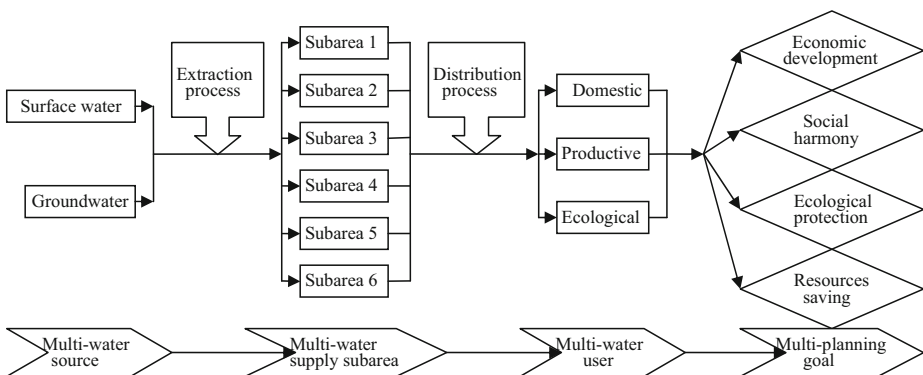 Surface water
Groundwater
Extraction
process
Subarea 1
Subarea 2
Subarea 3
Subarea 4
Subarea 5
Subarea 6
Distribution
process
Domestic
Productive
Ecological
Economic
development
Social
harmony
Ecological
protection
Resources
saving
Multi-water
source
Multi-water
supply subarea
Multi-water
user
Multi-planning
goal